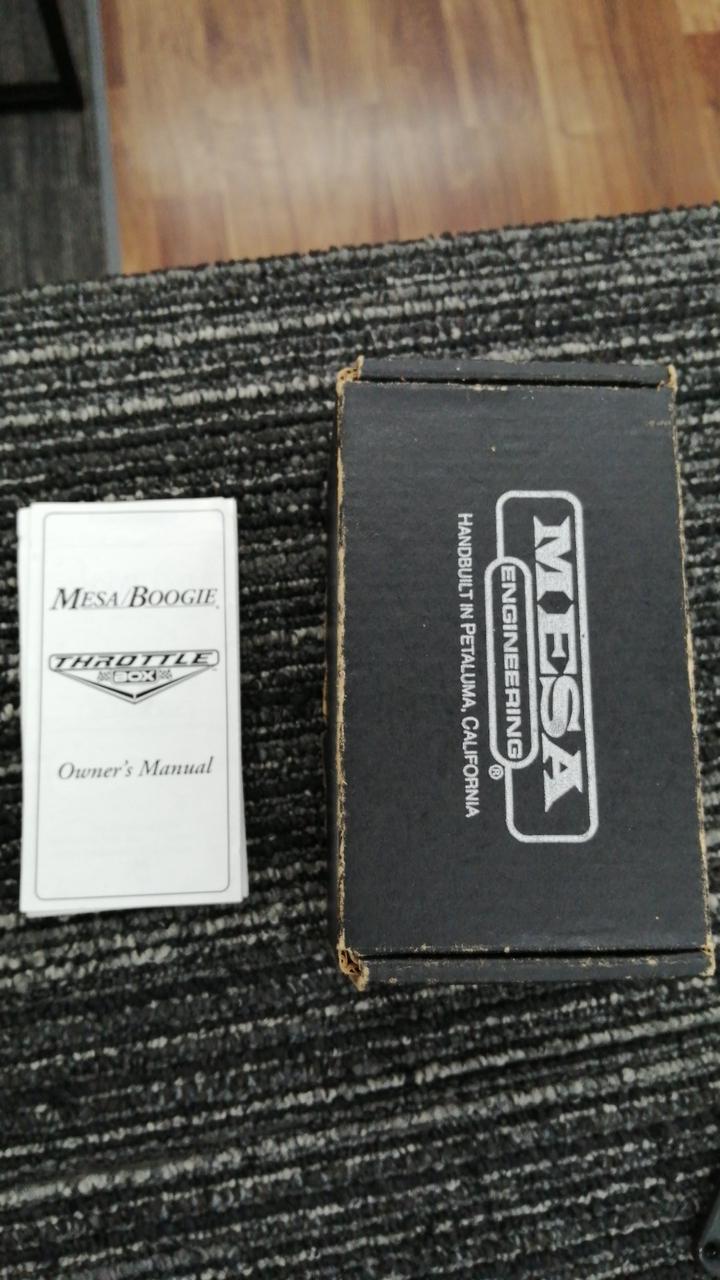 MESA/BOOGIE
THROTTLE
BOX
Owner's Manual
MESA
ENGINEERING®
HANDBUILT IN PETALUMA, CALIFORNIA